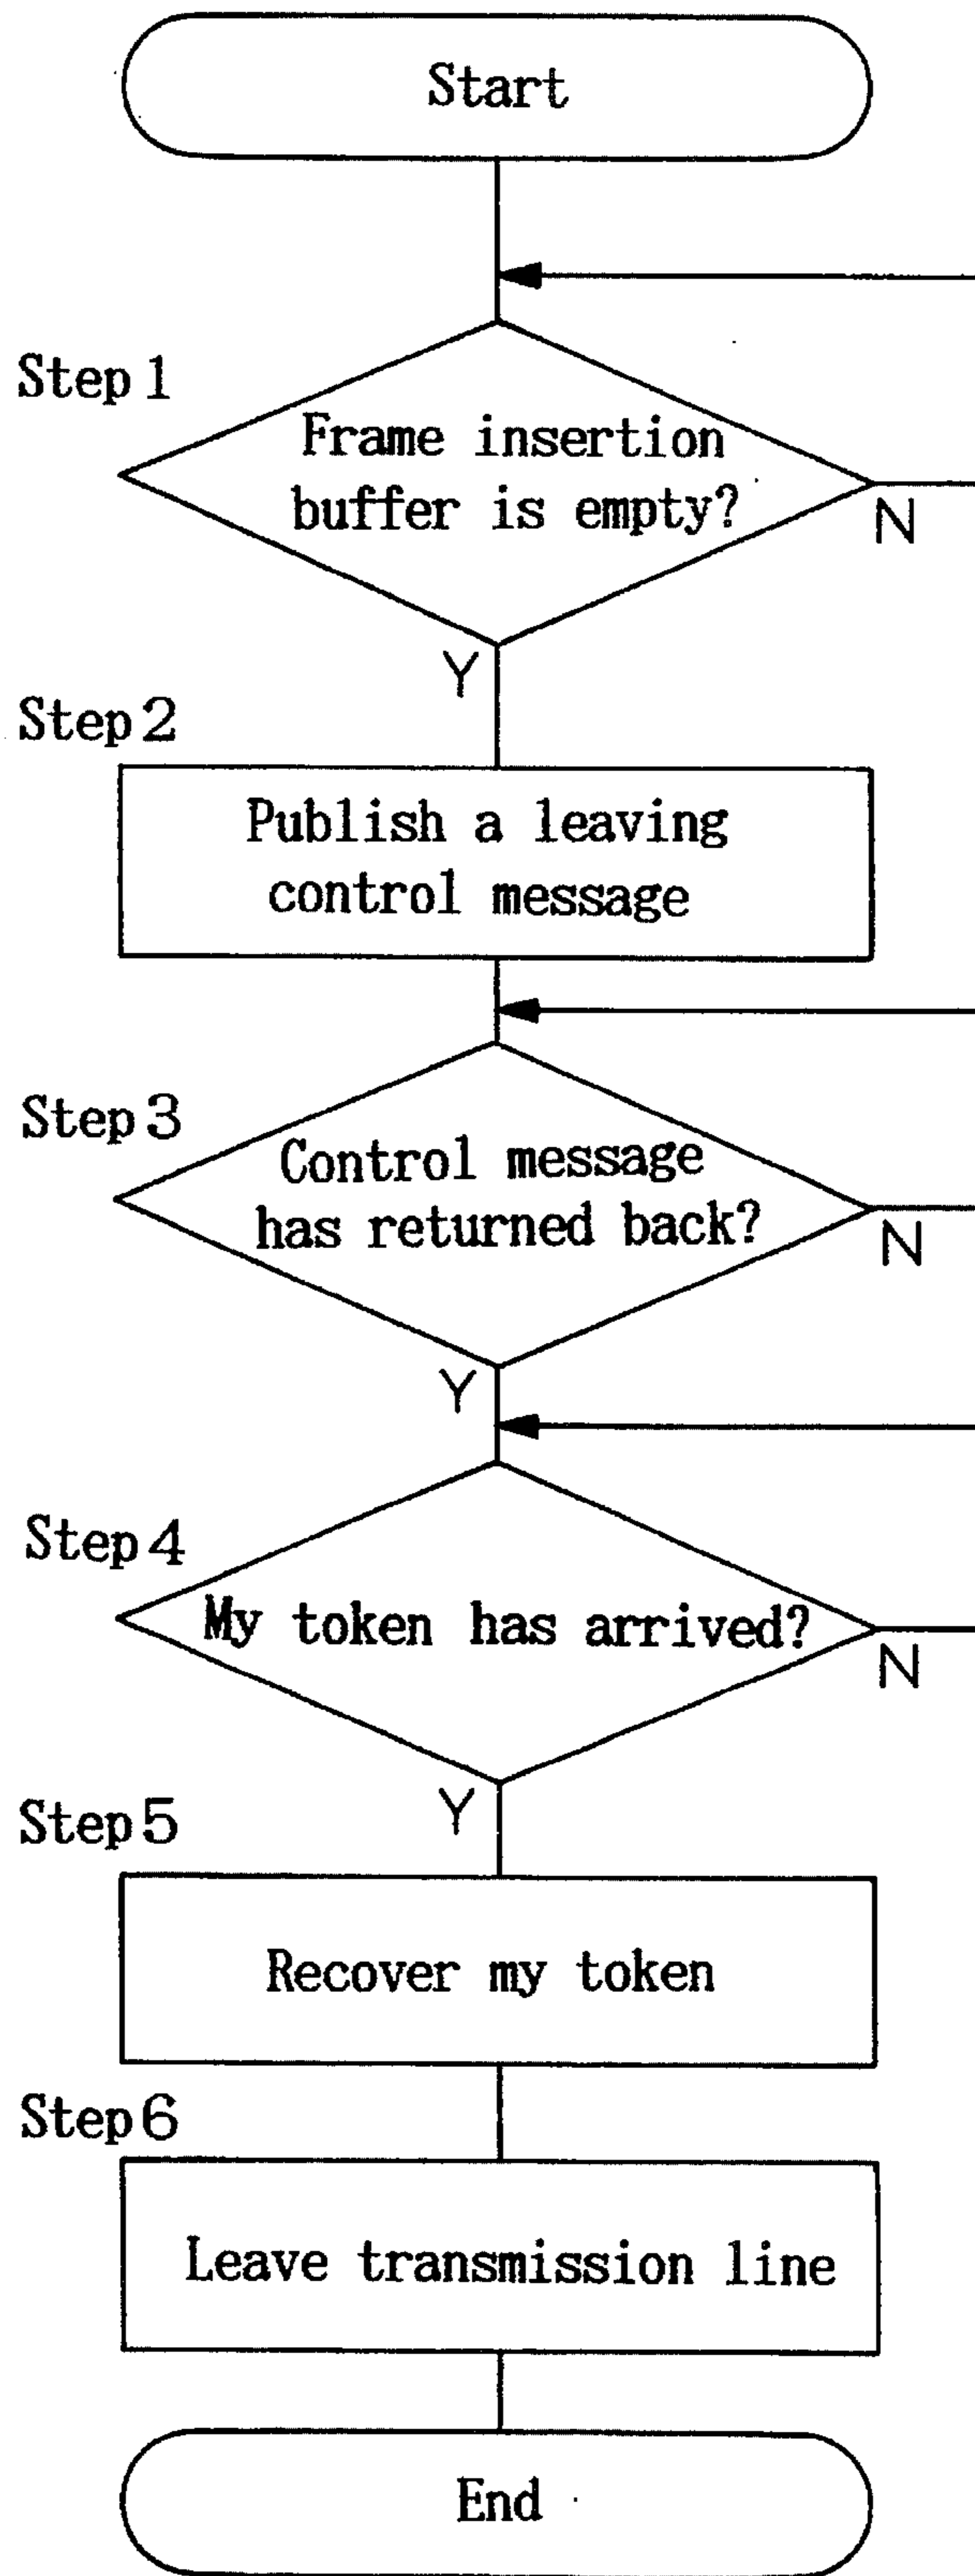 Start
Step 1
Frame insertion
buffer is empty?
N
Y
Step 2
Publish a leaving
control message
Step 3
Control message
has returned back?
N
Y
Step 4
My token has arrived?
N
Y
Step 5
Recover my token
Step 6
Leave transmission line
End